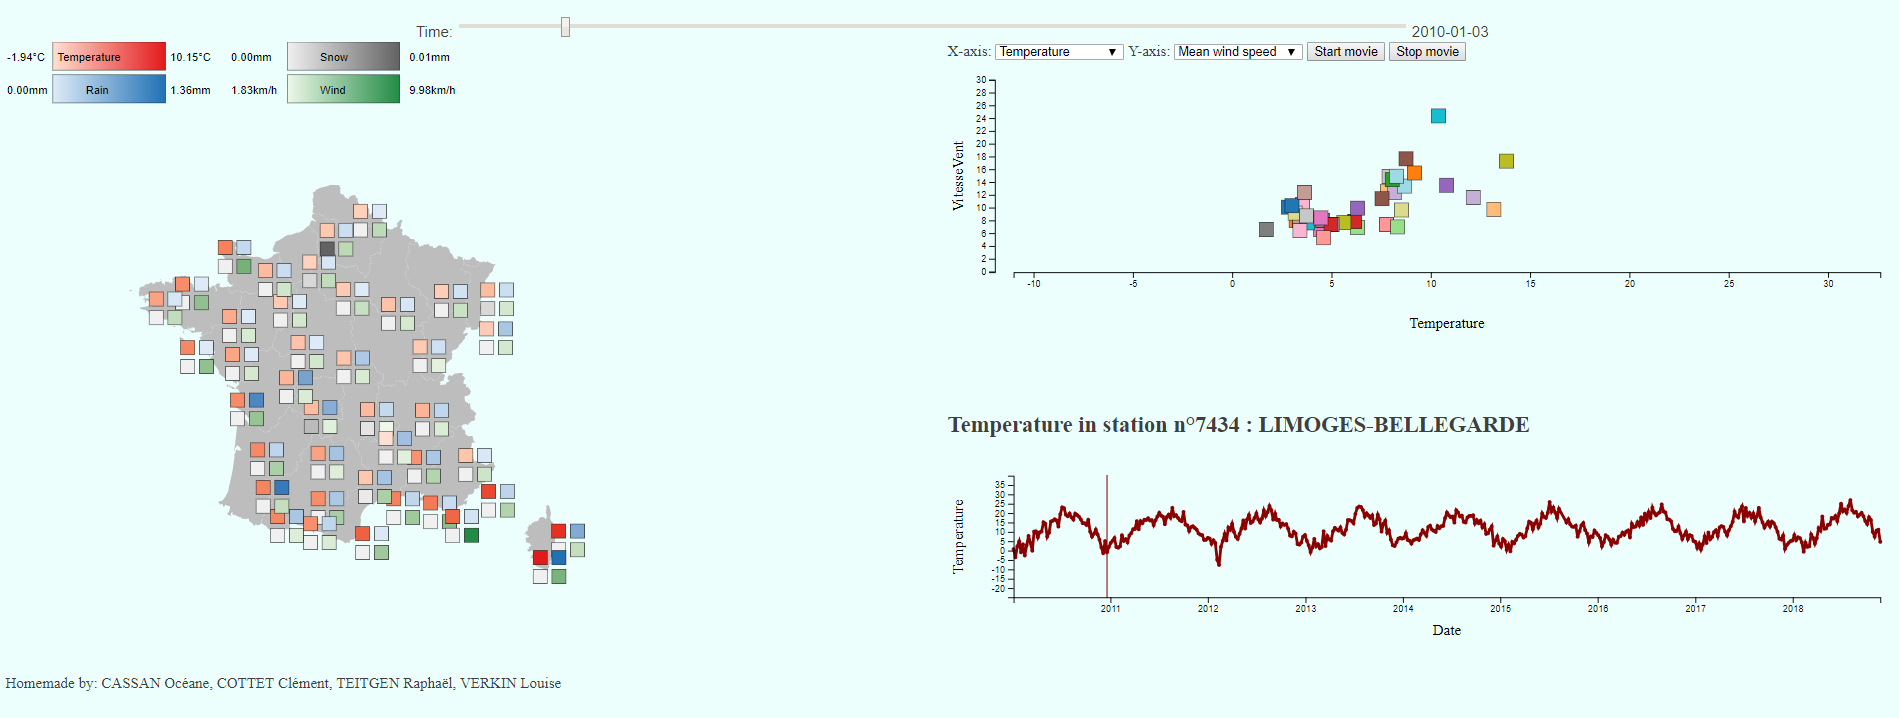 Time: 2010-01-03
-1.94°C Temperature 10.15°C 0.00mm Snow 0.01mm
0.00mm Rain 1.36mm 1.83km/h Wind 9.98km/h
X-axis: Temperature ▼ Y-axis: Mean wind speed ▼ Start movie Stop movie
30
28
26
24
22
20
18
16
14
12
10
8
6
4
2
0
VitesseVent
-10 -5 0 5 10 15 20 25 30
Temperature
Temperature in station n°7434 : LIMOGES-BELLEGARDE
35
30
25
20
15
10
5
0
-5
-10
-15
-20
Temperature
2011 2012 2013 2014 2015 2016 2017 2018
Date
Homemade by: CASSAN Océane, COTTET Clément, TEITGEN Raphaël, VERKIN Louise